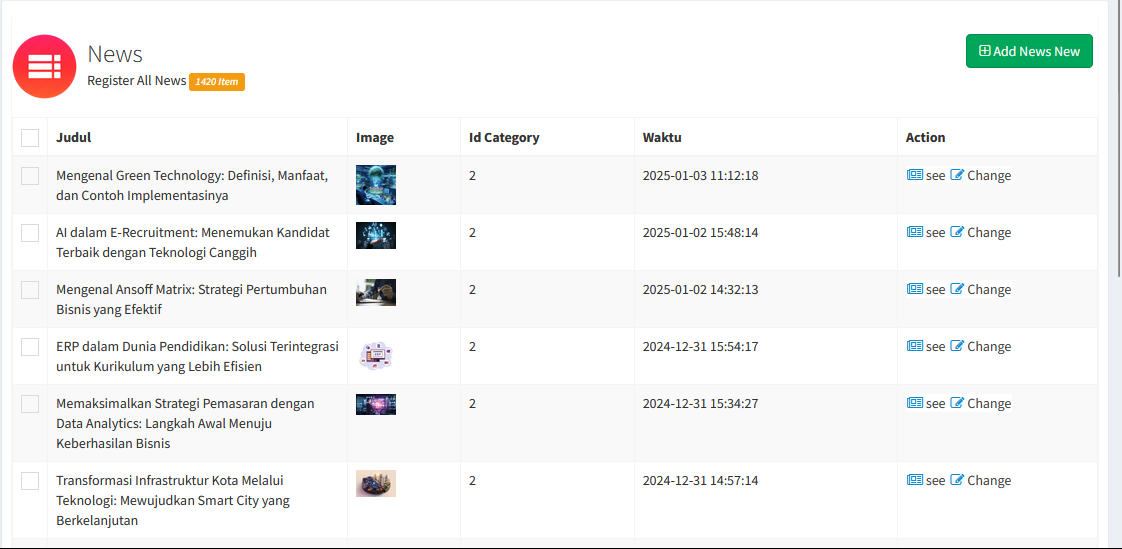 News
Register All News 1420 Item
Add News New
Judul Image Id Category Waktu Action
Mengenal Green Technology: Definisi, Manfaat, 2 2025-01-03 11:12:18 see Change
dan Contoh Implementasinya
AI dalam E-Recruitment: Menemukan Kandidat 2 2025-01-02 15:48:14 see Change
Terbaik dengan Teknologi Canggih
Mengenal Ansoff Matrix: Strategi Pertumbuhan 2 2025-01-02 14:32:13 see Change
Bisnis yang Efektif
ERP dalam Dunia Pendidikan: Solusi Terintegrasi 2 2024-12-31 15:54:17 see Change
untuk Kurikulum yang Lebih Efisien
Memaksimalkan Strategi Pemasaran dengan 2 2024-12-31 15:34:27 see Change
Data Analytics: Langkah Awal Menuju
Keberhasilan Bisnis
Transformasi Infrastruktur Kota Melalui 2 2024-12-31 14:57:14 see Change
Teknologi: Mewujudkan Smart City yang
Berkelanjutan